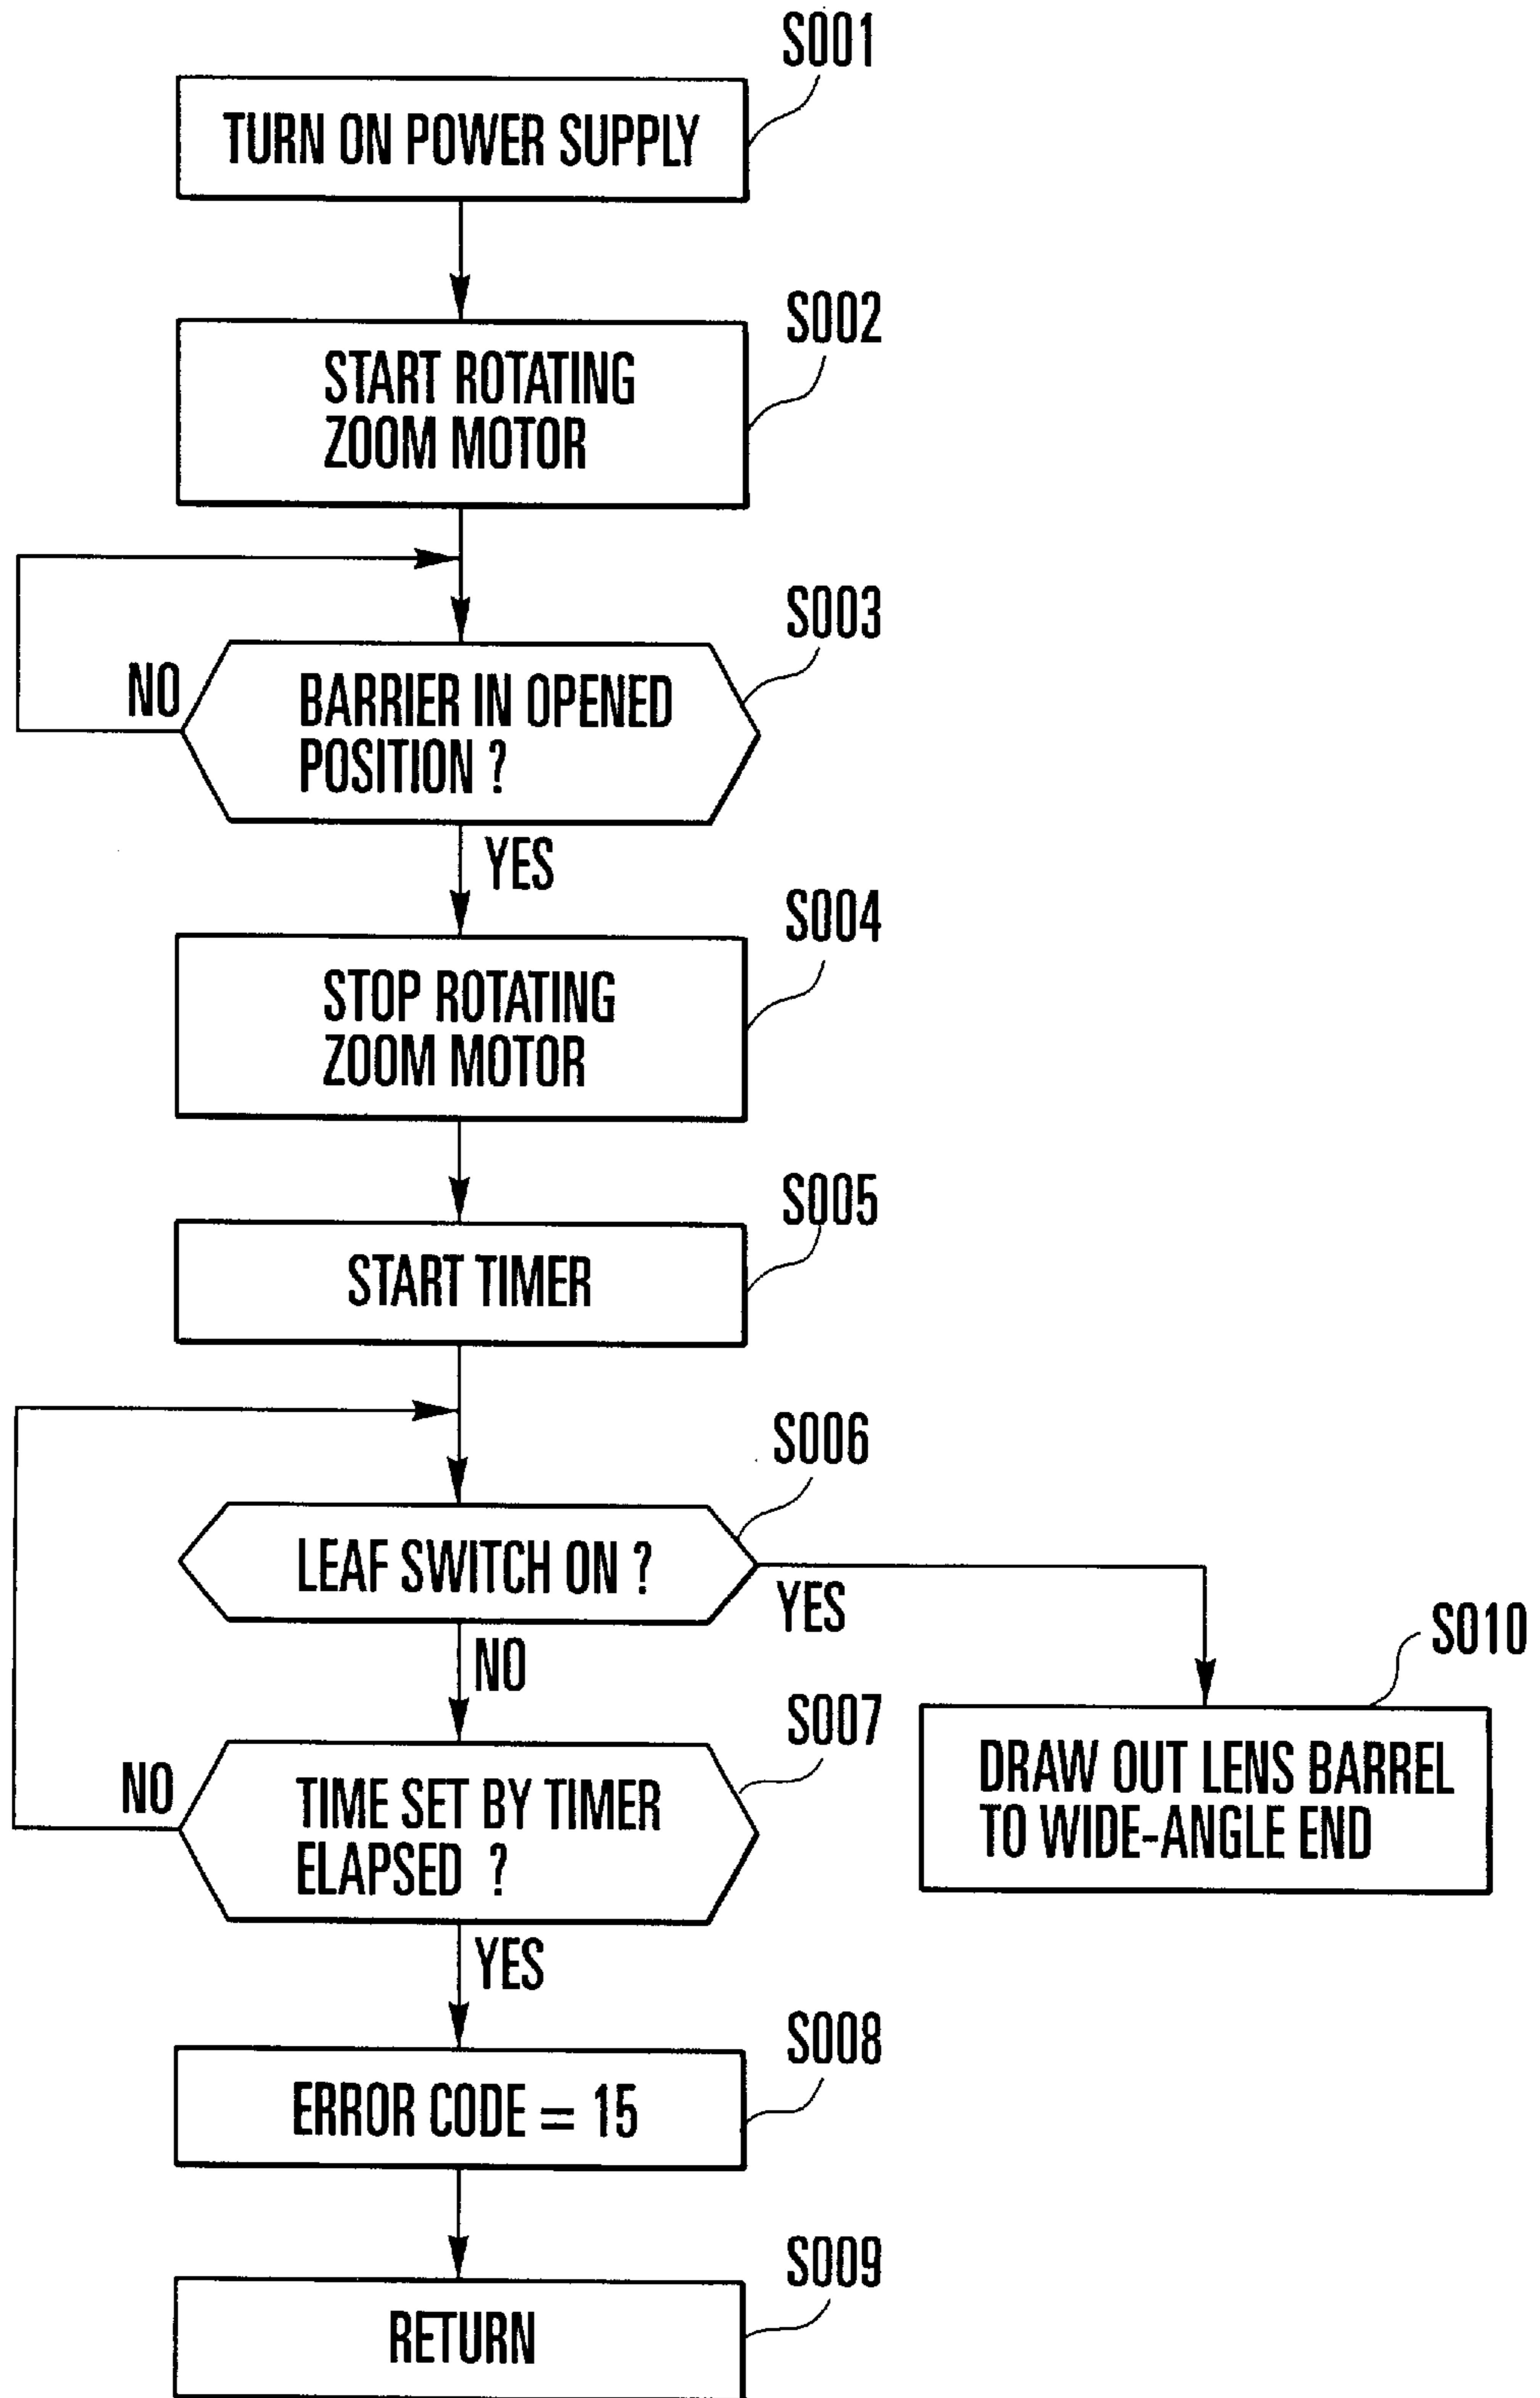 S001
TURN ON POWER SUPPLY
S002
START ROTATING
ZOOM MOTOR
S003
NO
BARRIER IN OPENED
POSITION ?
YES
S004
STOP ROTATING
ZOOM MOTOR
S005
START TIMER
S006
LEAF SWITCH ON ?
YES
NO
S010
DRAW OUT LENS BARREL
TO WIDE-ANGLE END
S007
NO
TIME SET BY TIMER
ELAPSED ?
YES
S008
ERROR CODE = 15
S009
RETURN